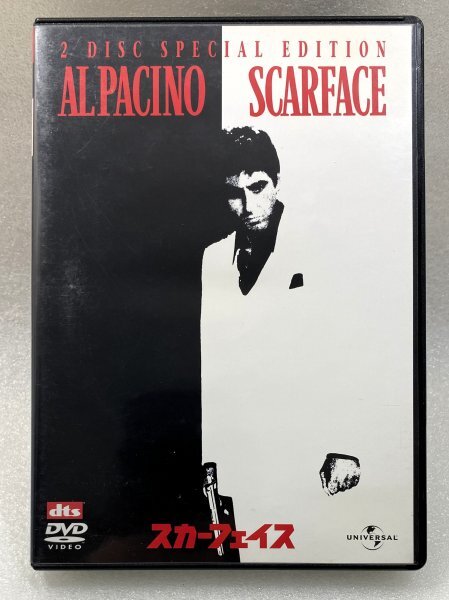 2 DISC SPECIAL EDITION
AL PACINO SCARFACE
dts
DVD
VIDEO
スカーフェイス
UNIVERSAL